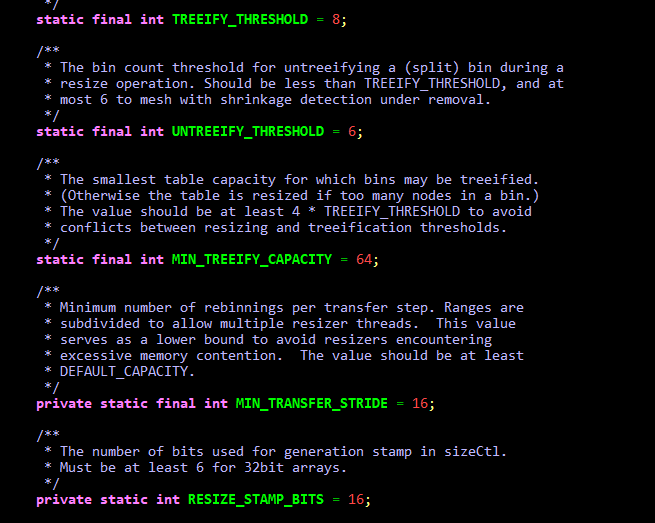 */
static final int TREEIFY_THRESHOLD = 8;
/**
* The bin count threshold for untreeifying a (split) bin during a
* resize operation. Should be less than TREEIFY_THRESHOLD, and at
* most 6 to mesh with shrinkage detection under removal.
*/
static final int UNTREEIFY_THRESHOLD = 6;
/**
* The smallest table capacity for which bins may be treeified.
* (Otherwise the table is resized if too many nodes in a bin.)
* The value should be at least 4 * TREEIFY_THRESHOLD to avoid
* conflicts between resizing and treeification thresholds.
*/
static final int MIN_TREEIFY_CAPACITY = 64;
/**
* Minimum number of rebinnings per transfer step. Ranges are
* subdivided to allow multiple resizer threads.  This value
* serves as a lower bound to avoid resizers encountering
* excessive memory contention.  The value should be at least
* DEFAULT_CAPACITY.
*/
private static final int MIN_TRANSFER_STRIDE = 16;
/**
* The number of bits used for generation stamp in sizeCtl.
* Must be at least 6 for 32bit arrays.
*/
private static int RESIZE_STAMP_BITS = 16;